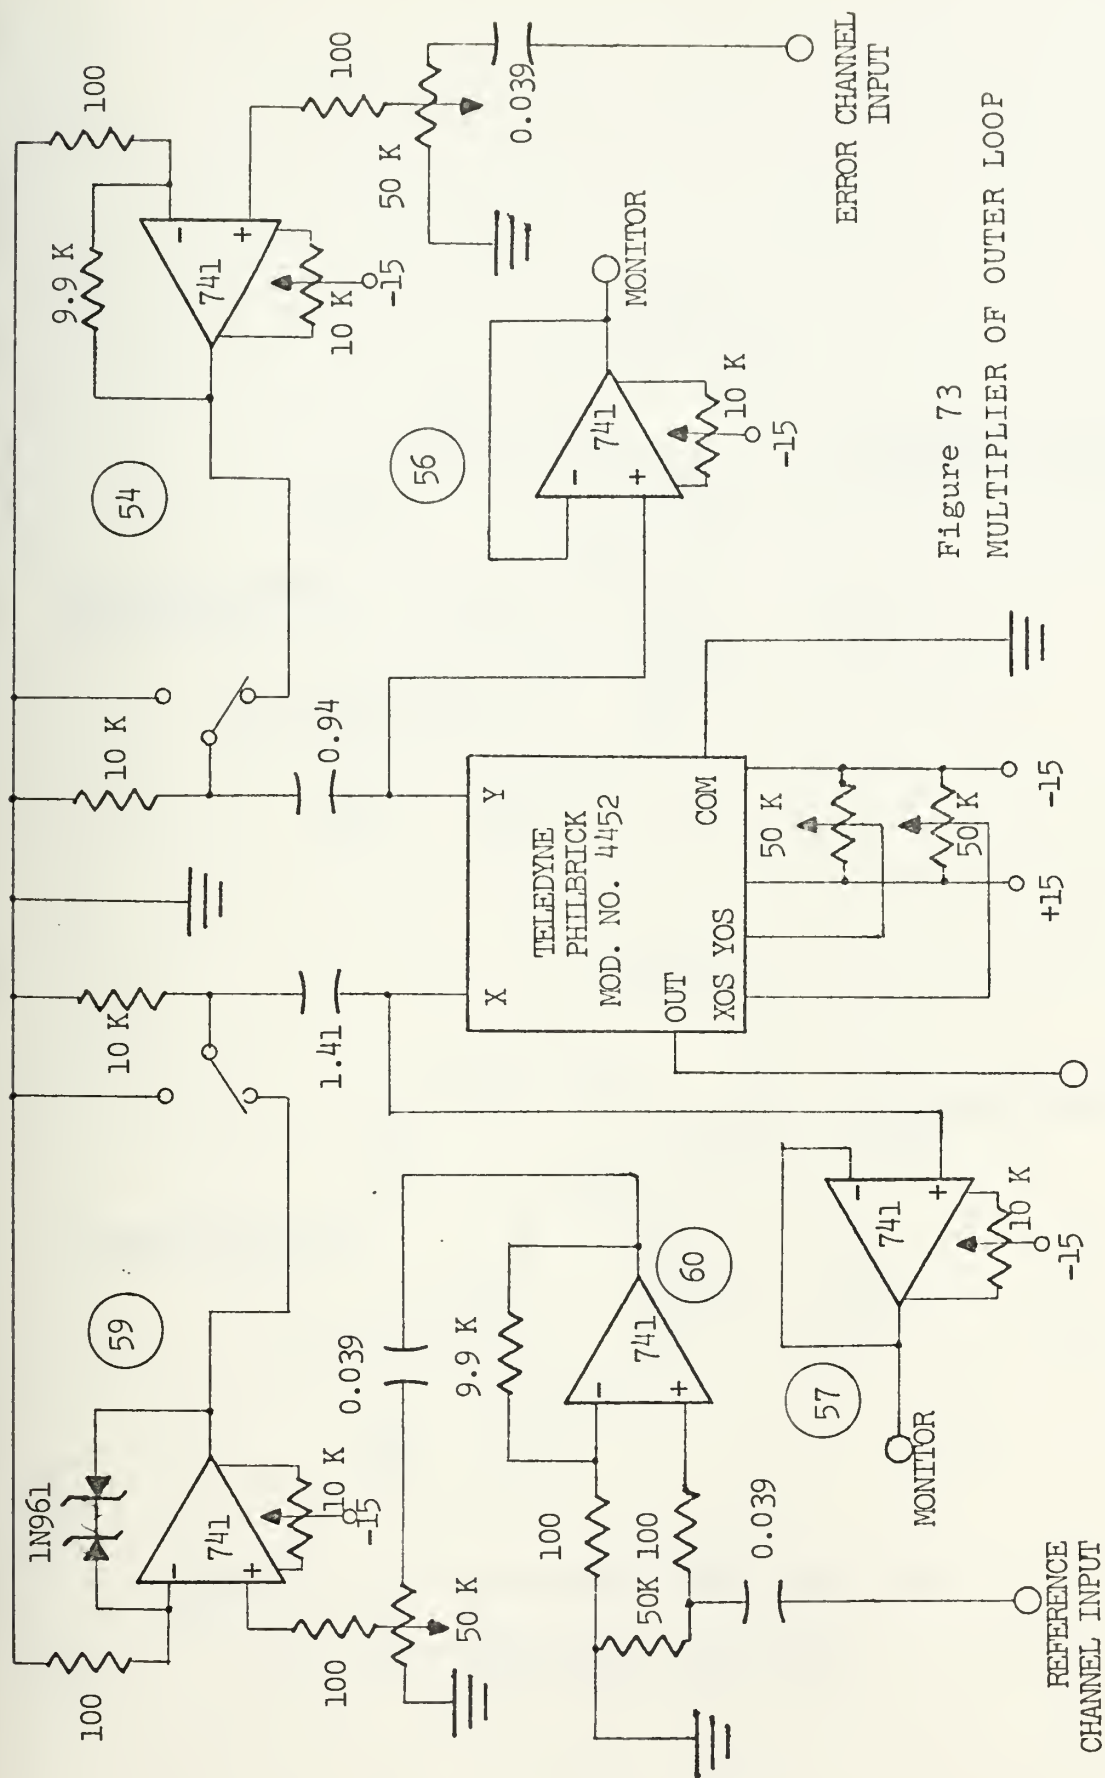 100
1N961
59
741
-
+
10 K
-15
100
50 K
10 K
1.41
0.039
9.9 K
60
741
-
+
100
50K
100
0.039
REFERENCE
CHANNEL INPUT
57
741
-
+
10 K
-15
MONITOR
X
Y
TELEDYNE
PHILBRICK
MOD. NO. 4452
OUT
COM
XOS YOS
50 K
50 K
+15
-15
10 K
0.94
54
9.9 K
100
741
-
+
10 K
-15
100
50 K
0.039
ERROR CHANNEL
INPUT
56
741
-
+
10 K
-15
MONITOR
Figure 73
MULTIPLIER OF OUTER LOOP